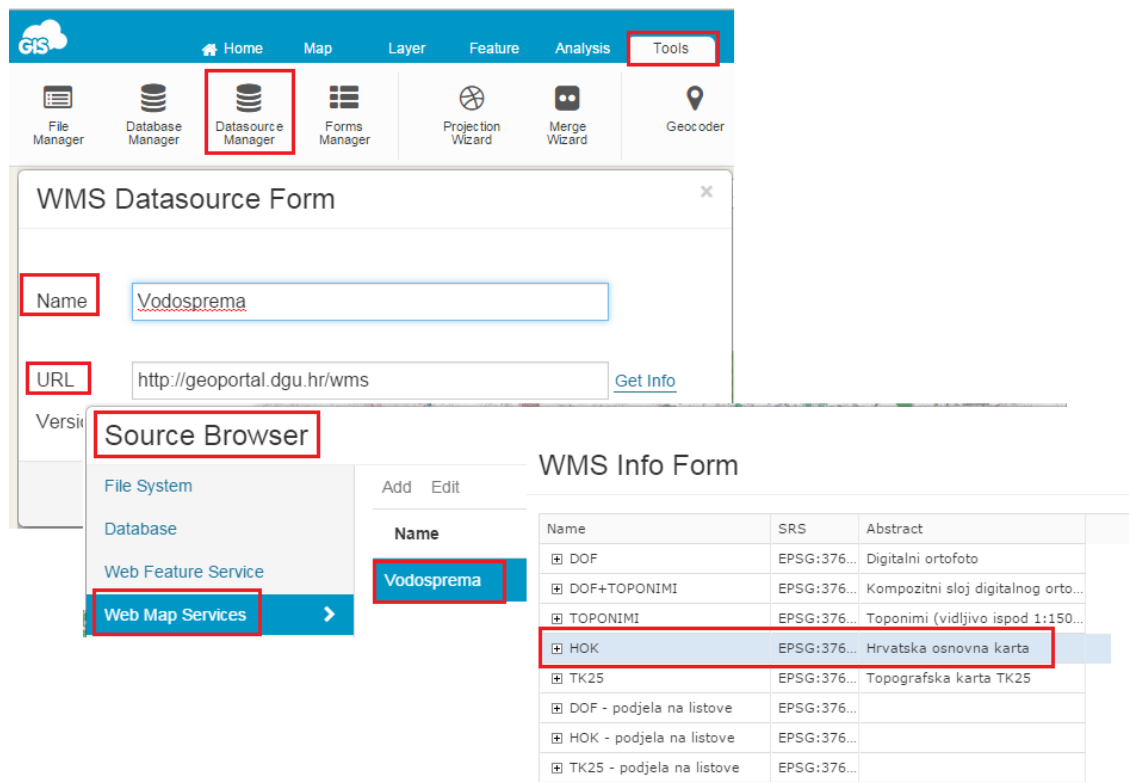 GIS
Home Map Layer Feature Analysis Tools
File Manager
Database Manager
Datasource Manager
Forms Manager
Projection Wizard
Merge Wizard
Geocoder
WMS Datasource Form ×
Name Vodosprema
URL http://geoportal.dgu.hr/wms Get Info
Versi
Source Browser
File System
Database
Web Feature Service
Web Map Services
Add Edit
Name
Vodosprema
WMS Info Form
Name SRS Abstract
DOF EPSG:376... Digitalni ortofoto
DOF+TOPONIMI EPSG:376... Kompozitni sloj digitalnog orto...
TOPONIMI EPSG:376... Toponimi (vidljivo ispod 1:150...
HOK EPSG:376... Hrvatska osnovna karta
TK25 EPSG:376... Topografska karta TK25
DOF - podjela na listove EPSG:376...
HOK - podjela na listove EPSG:376...
TK25 - podjela na listove EPSG:376...